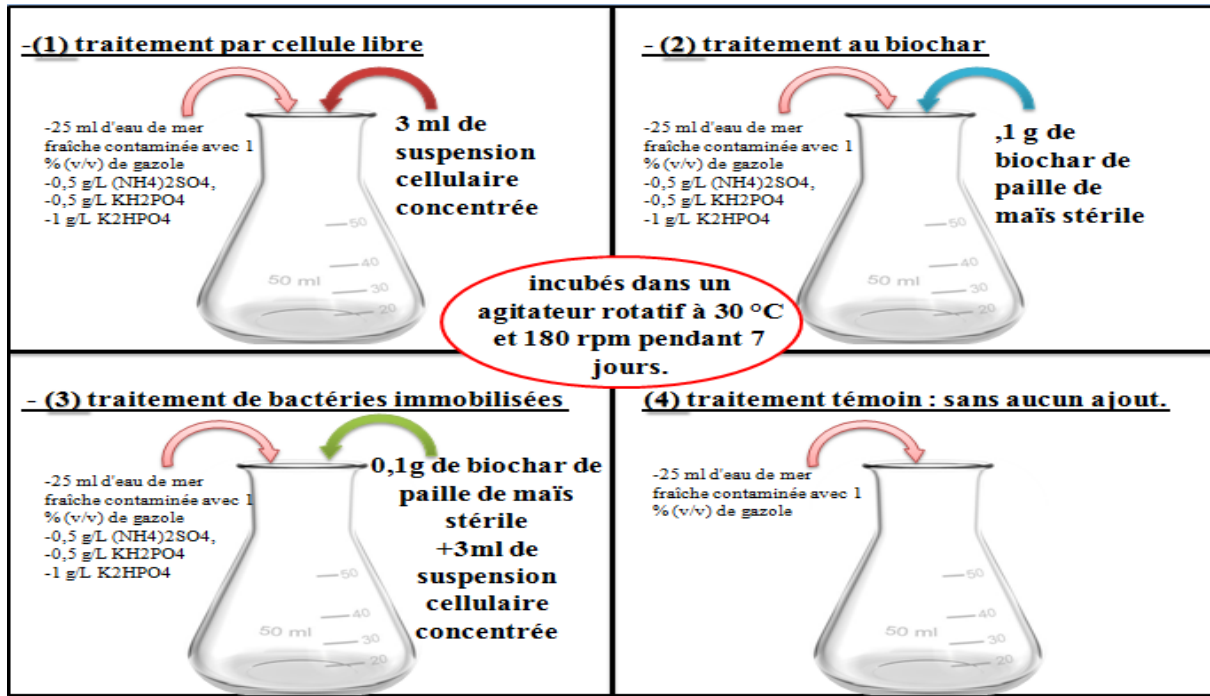 -(1) traitement par cellule libre
-25 ml d'eau de mer
fraîche contaminée avec 1
% (v/v) de gazole
-0,5 g/L (NH4)2SO4,
-0,5 g/L KH2PO4
-1 g/L K2HPO4
3 ml de
suspension
cellulaire
concentrée
50
40
50 ml
30
20
- (2) traitement au biochar
-25 ml d'eau de mer
fraîche contaminée avec 1
% (v/v) de gazole
-0,5 g/L (NH4)2SO4,
-0,5 g/L KH2PO4
-1 g/L K2HPO4
,1 g de
biochar de
paille de
maïs stérile
50
40
50 ml
30
20
incubés dans un
agitateur rotatif à 30 °C
et 180 rpm pendant 7
jours.
- (3) traitement de bactéries immobilisées
-25 ml d'eau de mer
fraîche contaminée avec 1
% (v/v) de gazole
-0,5 g/L (NH4)2SO4,
-0,5 g/L KH2PO4
-1 g/L K2HPO4
0,1g de biochar de
paille de maïs
stérile
+3ml de
suspension
cellulaire
concentrée
50
40
50 ml
30
20
(4) traitement témoin : sans aucun ajout.
-25 ml d'eau de mer
fraîche contaminée avec 1
% (v/v) de gazole
50
40
50 ml
30
20